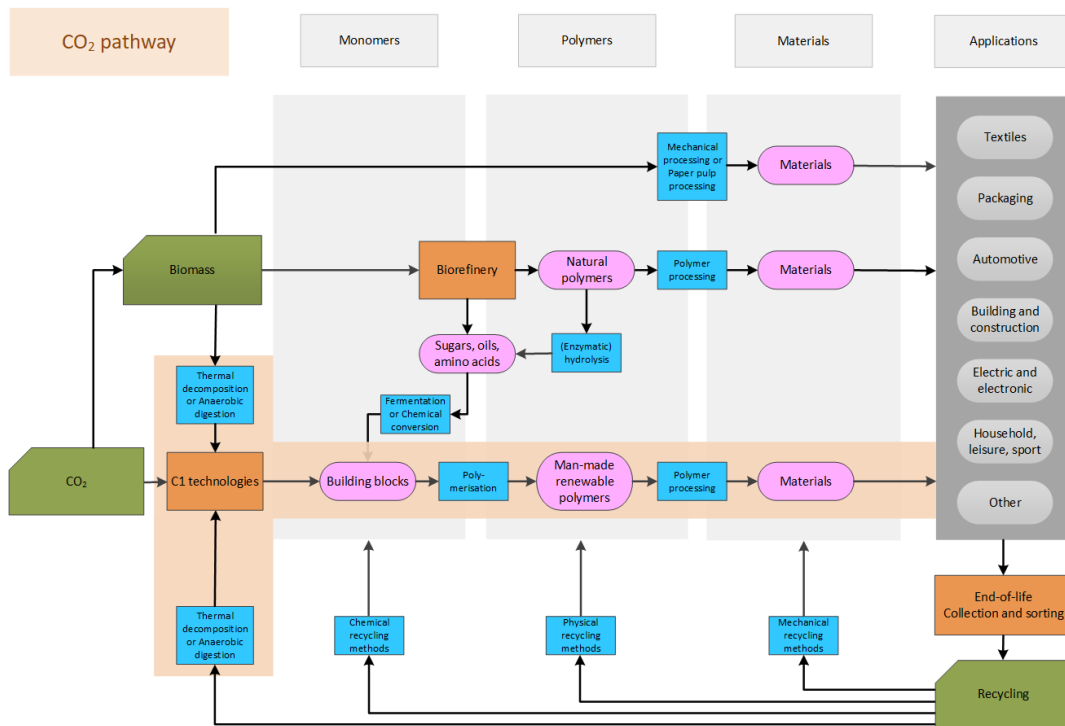 CO₂ pathway
Monomers
Polymers
Materials
Applications
Textiles
Mechanical
processing or
Paper pulp
processing
Materials
Packaging
Biomass
Biorefinery
Natural
polymers
Polymer
processing
Materials
Automotive
Building and
construction
Sugars, oils,
amino acids
(Enzymatic)
hydrolysis
Electric and
electronic
Thermal
decomposition
or Anaerobic
digestion
Fermentation
or Chemical
conversion
Household,
leisure, sport
CO₂
C1 technologies
Building blocks
Poly-
merisation
Man-made
renewable
polymers
Polymer
processing
Materials
Other
End-of-life
Collection and sorting
Thermal
decomposition
or Anaerobic
digestion
Chemical
recycling
methods
Physical
recycling
methods
Mechanical
recycling
methods
Recycling